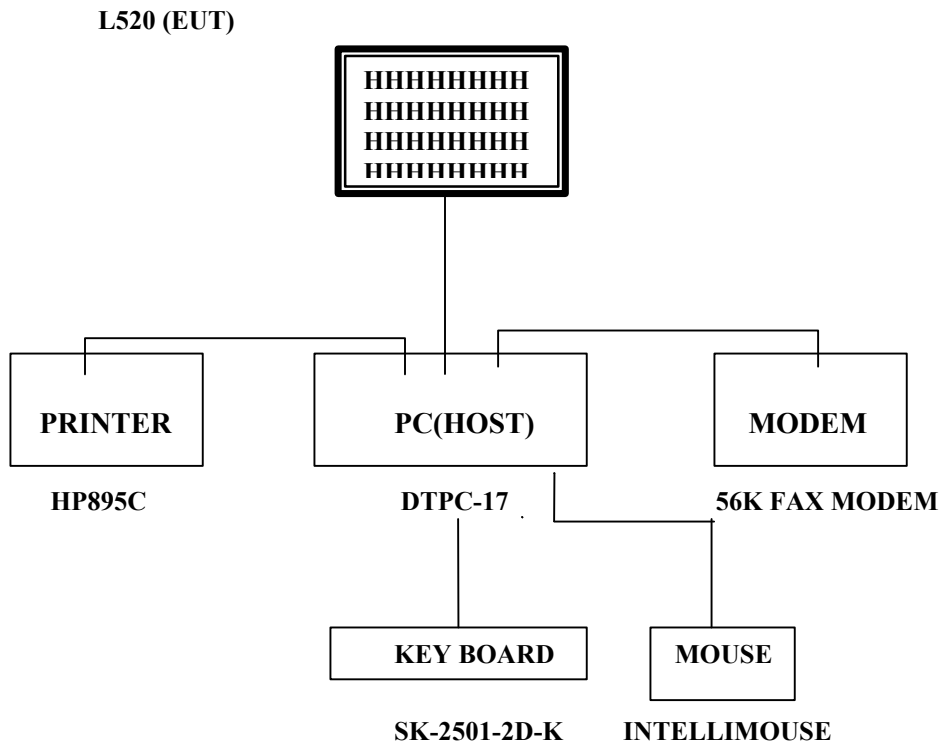 L520 (EUT)
HHHHHHHH
HHHHHHHH
HHHHHHHH
HHHHHHHH
PRINTER
PC(HOST)
MODEM
HP895C
DTPC-17
56K FAX MODEM
KEY BOARD
MOUSE
SK-2501-2D-K
INTELLIMOUSE